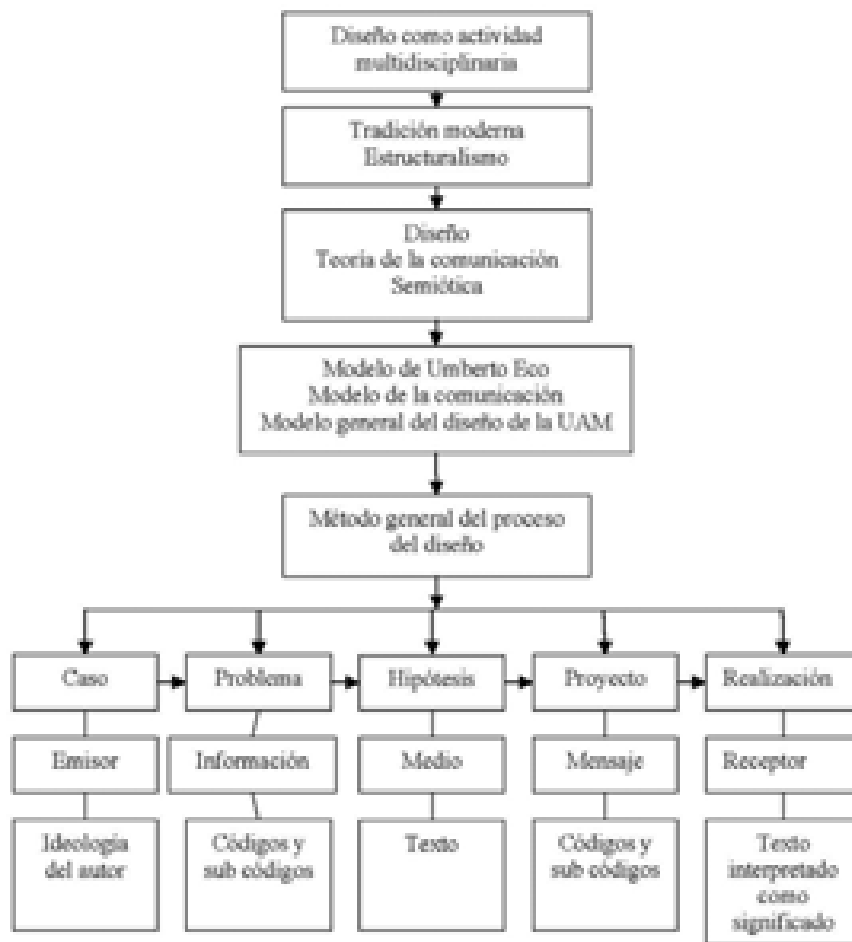 Diseño como actividad
multidisciplinaria
Tradición moderna
Estructuralismo
Diseño
Teoría de la comunicación
Semiótica
Modelo de Umberto Eco
Modelo de la comunicación
Modelo general del diseño de la UAM
Método general del proceso
del diseño
Caso
Problema
Hipótesis
Proyecto
Realización
Emisor
Información
Medio
Mensaje
Receptor
Ideología
del autor
Códigos y
sub códigos
Texto
Códigos y
sub códigos
Texto
interpretado
como
significado